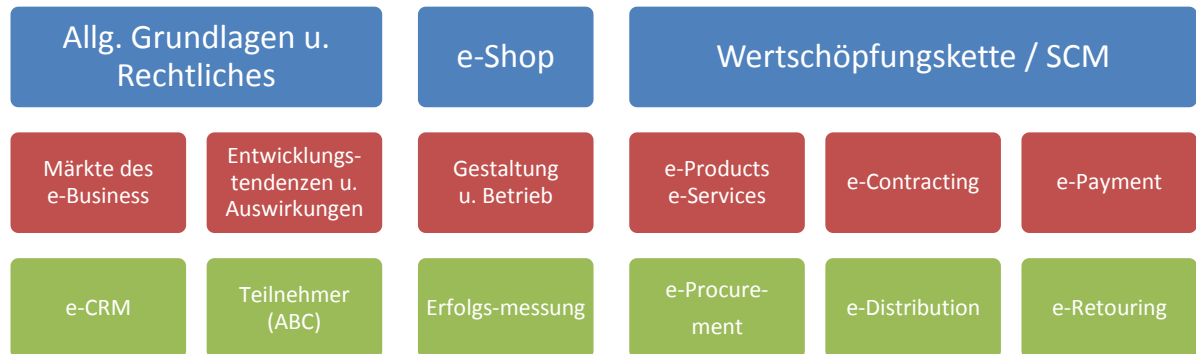 Allg. Grundlagen u.
Rechtliches
e-Shop
Wertschöpfungskette / SCM
Märkte des
e-Business
Entwicklungs-
tendenzen u.
Auswirkungen
Gestaltung
u. Betrieb
e-Products
e-Services
e-Contracting
e-Payment
e-CRM
Teilnehmer
(ABC)
Erfolgs-messung
e-Procure-
ment
e-Distribution
e-Retouring